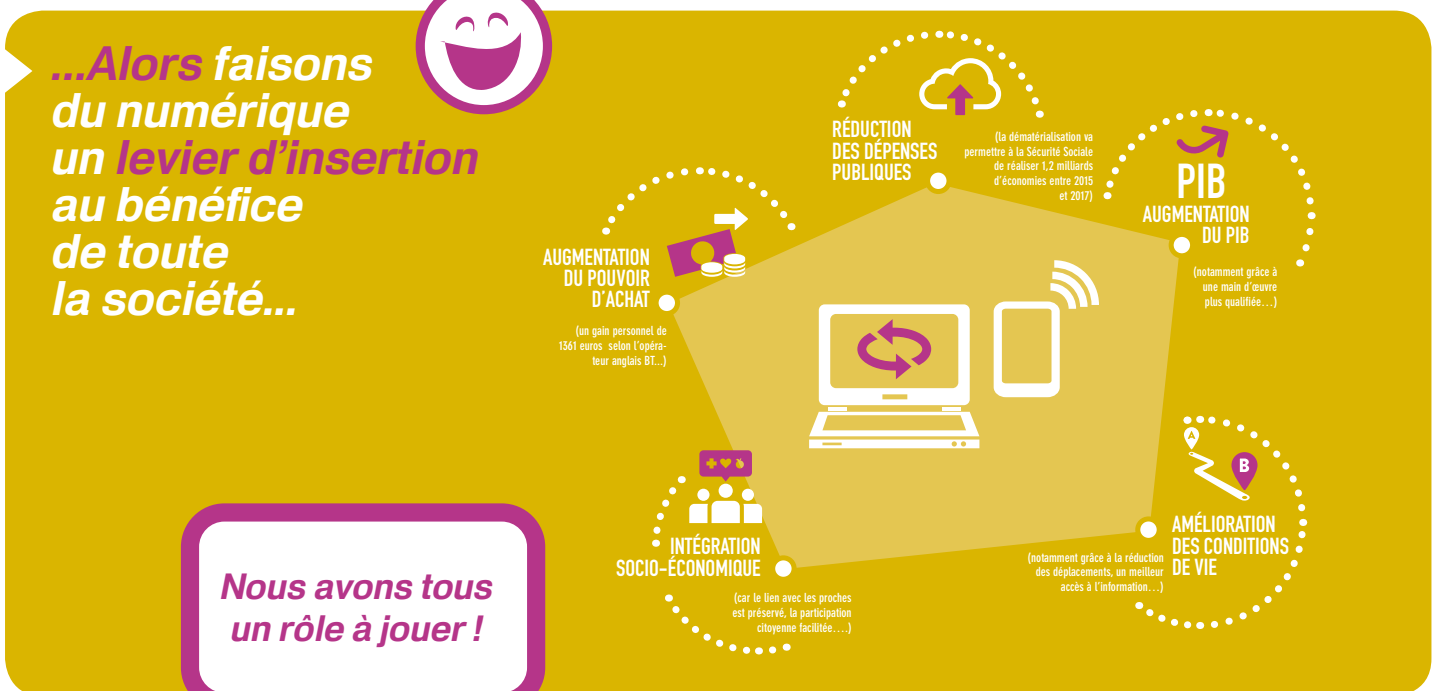 ...Alors faisons
du numérique
un levier d'insertion
au bénéfice
de toute
la société...
Nous avons tous
un rôle à jouer !
RÉDUCTION
DES DÉPENSES
PUBLIQUES
(la dématérialisation va
permettre à la Sécurité Sociale
de réaliser 1,2 milliards
d'économies entre 2015
et 2017)
PIB
AUGMENTATION
DU PIB
(notamment grâce à
une main d'œuvre
plus qualifiée...)
AUGMENTATION
DU POUVOIR
D'ACHAT
(un gain personnel de
1361 euros selon l'opéra-
teur anglais BT...)
A
B
AMÉLIORATION
DES CONDITIONS
DE VIE
(notamment grâce à la réduction
des déplacements, un meilleur
accès à l'information...)
INTÉGRATION
SOCIO-ÉCONOMIQUE
(car le lien avec les proches
est préservé, la participation
citoyenne facilitée....)